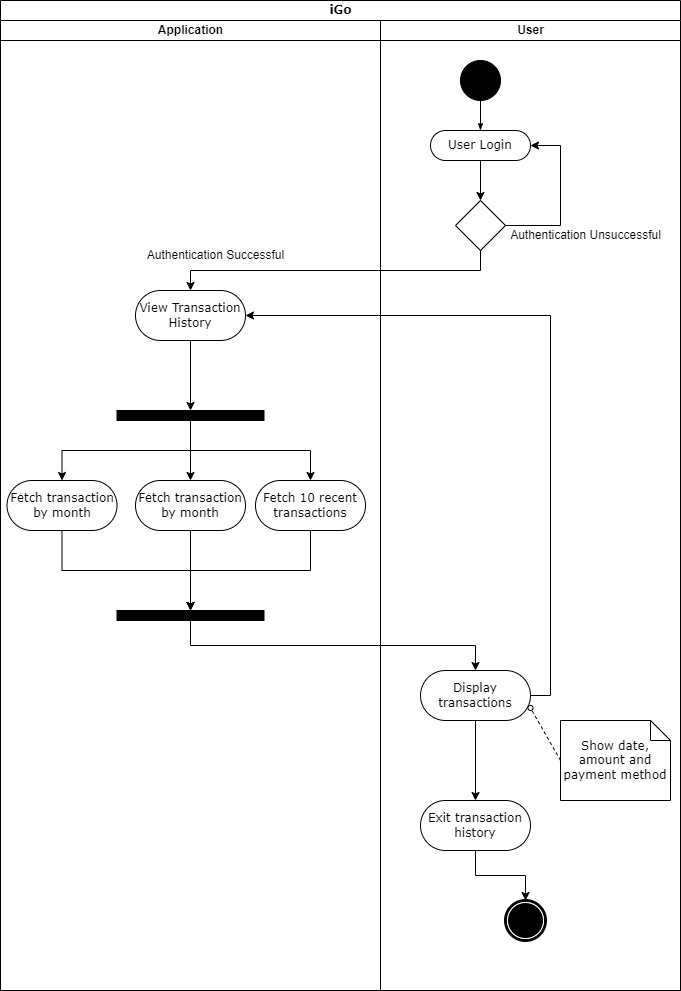 iGo
Application
User
User Login
Authentication Unsuccessful
Authentication Successful
View Transaction
History
Fetch transaction
by month
Fetch transaction
by month
Fetch 10 recent
transactions
Display
transactions
Show date,
amount and
payment method
Exit transaction
history